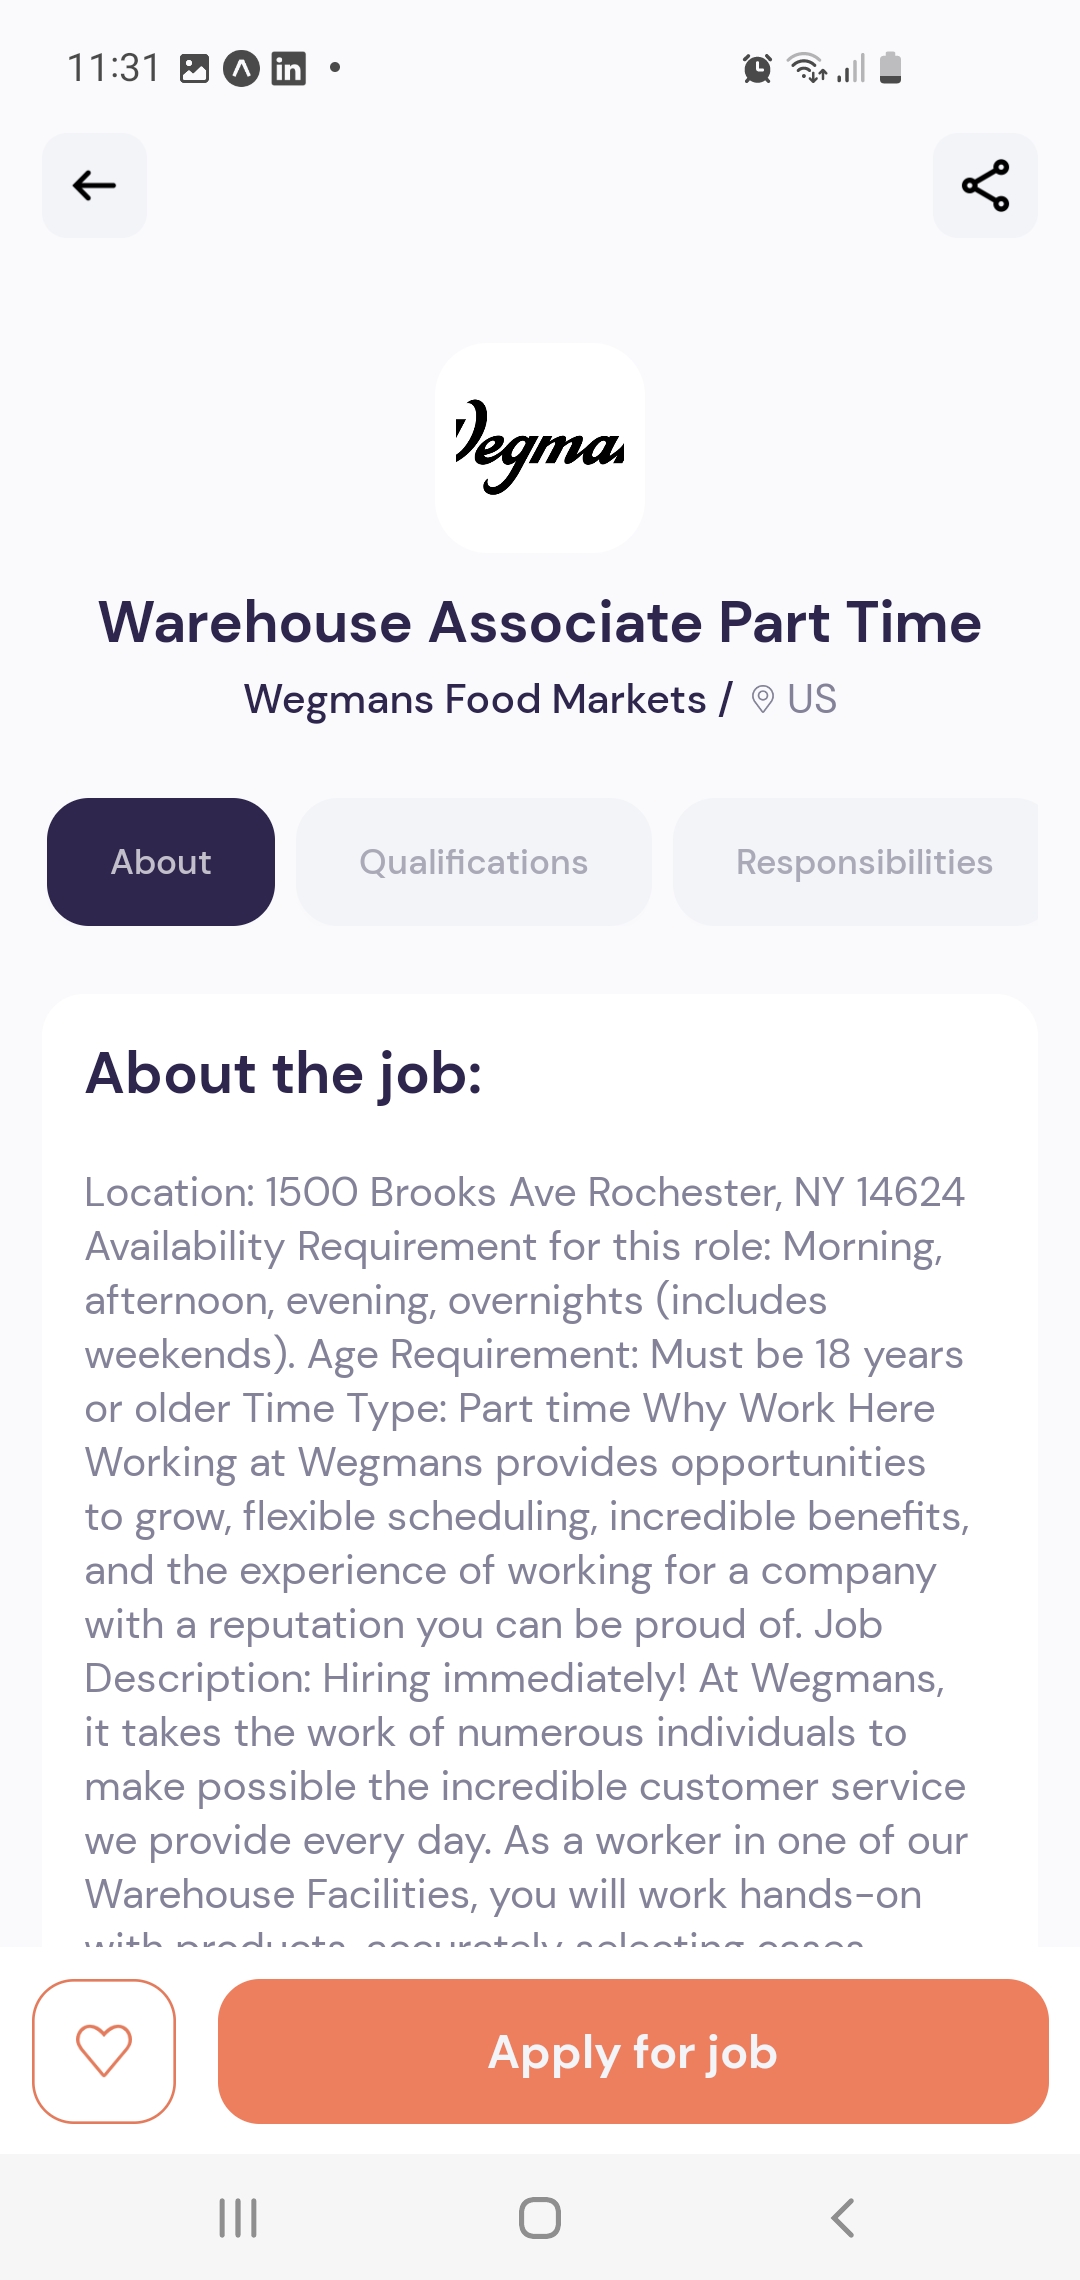 11:31
Wegma
Warehouse Associate Part Time
Wegmans Food Markets / US
About
Qualifications
Responsibilities
About the job:
Location: 1500 Brooks Ave Rochester, NY 14624
Availability Requirement for this role: Morning,
afternoon, evening, overnights (includes
weekends). Age Requirement: Must be 18 years
or older Time Type: Part time Why Work Here
Working at Wegmans provides opportunities
to grow, flexible scheduling, incredible benefits,
and the experience of working for a company
with a reputation you can be proud of. Job
Description: Hiring immediately! At Wegmans,
it takes the work of numerous individuals to
make possible the incredible customer service
we provide every day. As a worker in one of our
Warehouse Facilities, you will work hands-on
with products, accurately selecting cases
Apply for job